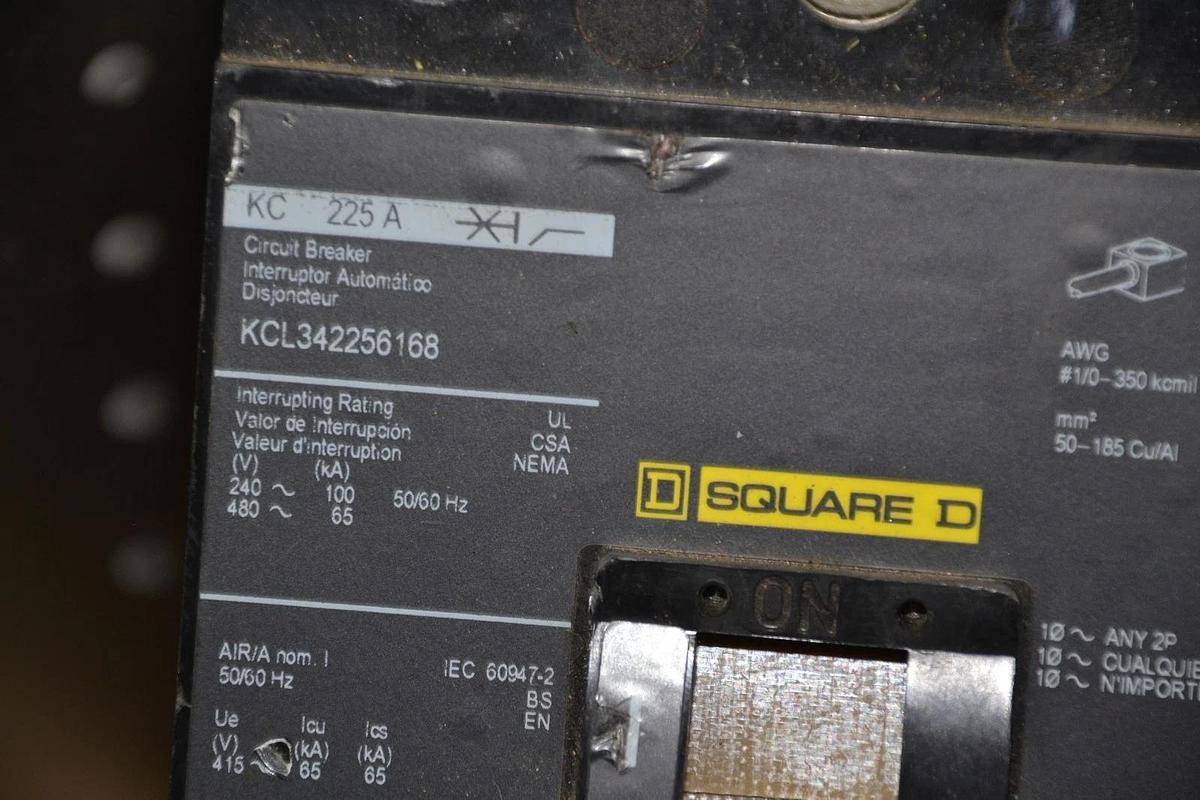 KC 225 A
Circuit Breaker
Interruptor Automático
Disjoncteur
KCL342256168
Interrupting Rating
Valor de Interrupción
Valeur d'interruption
UL
CSA
NEMA
(V) (kA)
240 ~ 100
480 ~ 65
50/60 Hz
AIR/A nom. I
50/60 Hz
IEC 60947-2
BS
EN
Ue Icu Ics
(V) (kA) (kA)
415 ~ 65 65
AWG
#1/0–350 kcmil
mm²
50–185 Cu/Al
D SQUARE D
ON
1Ø ~ ANY 2P
1Ø ~ CUALQUIE
1Ø ~ N'IMPORT